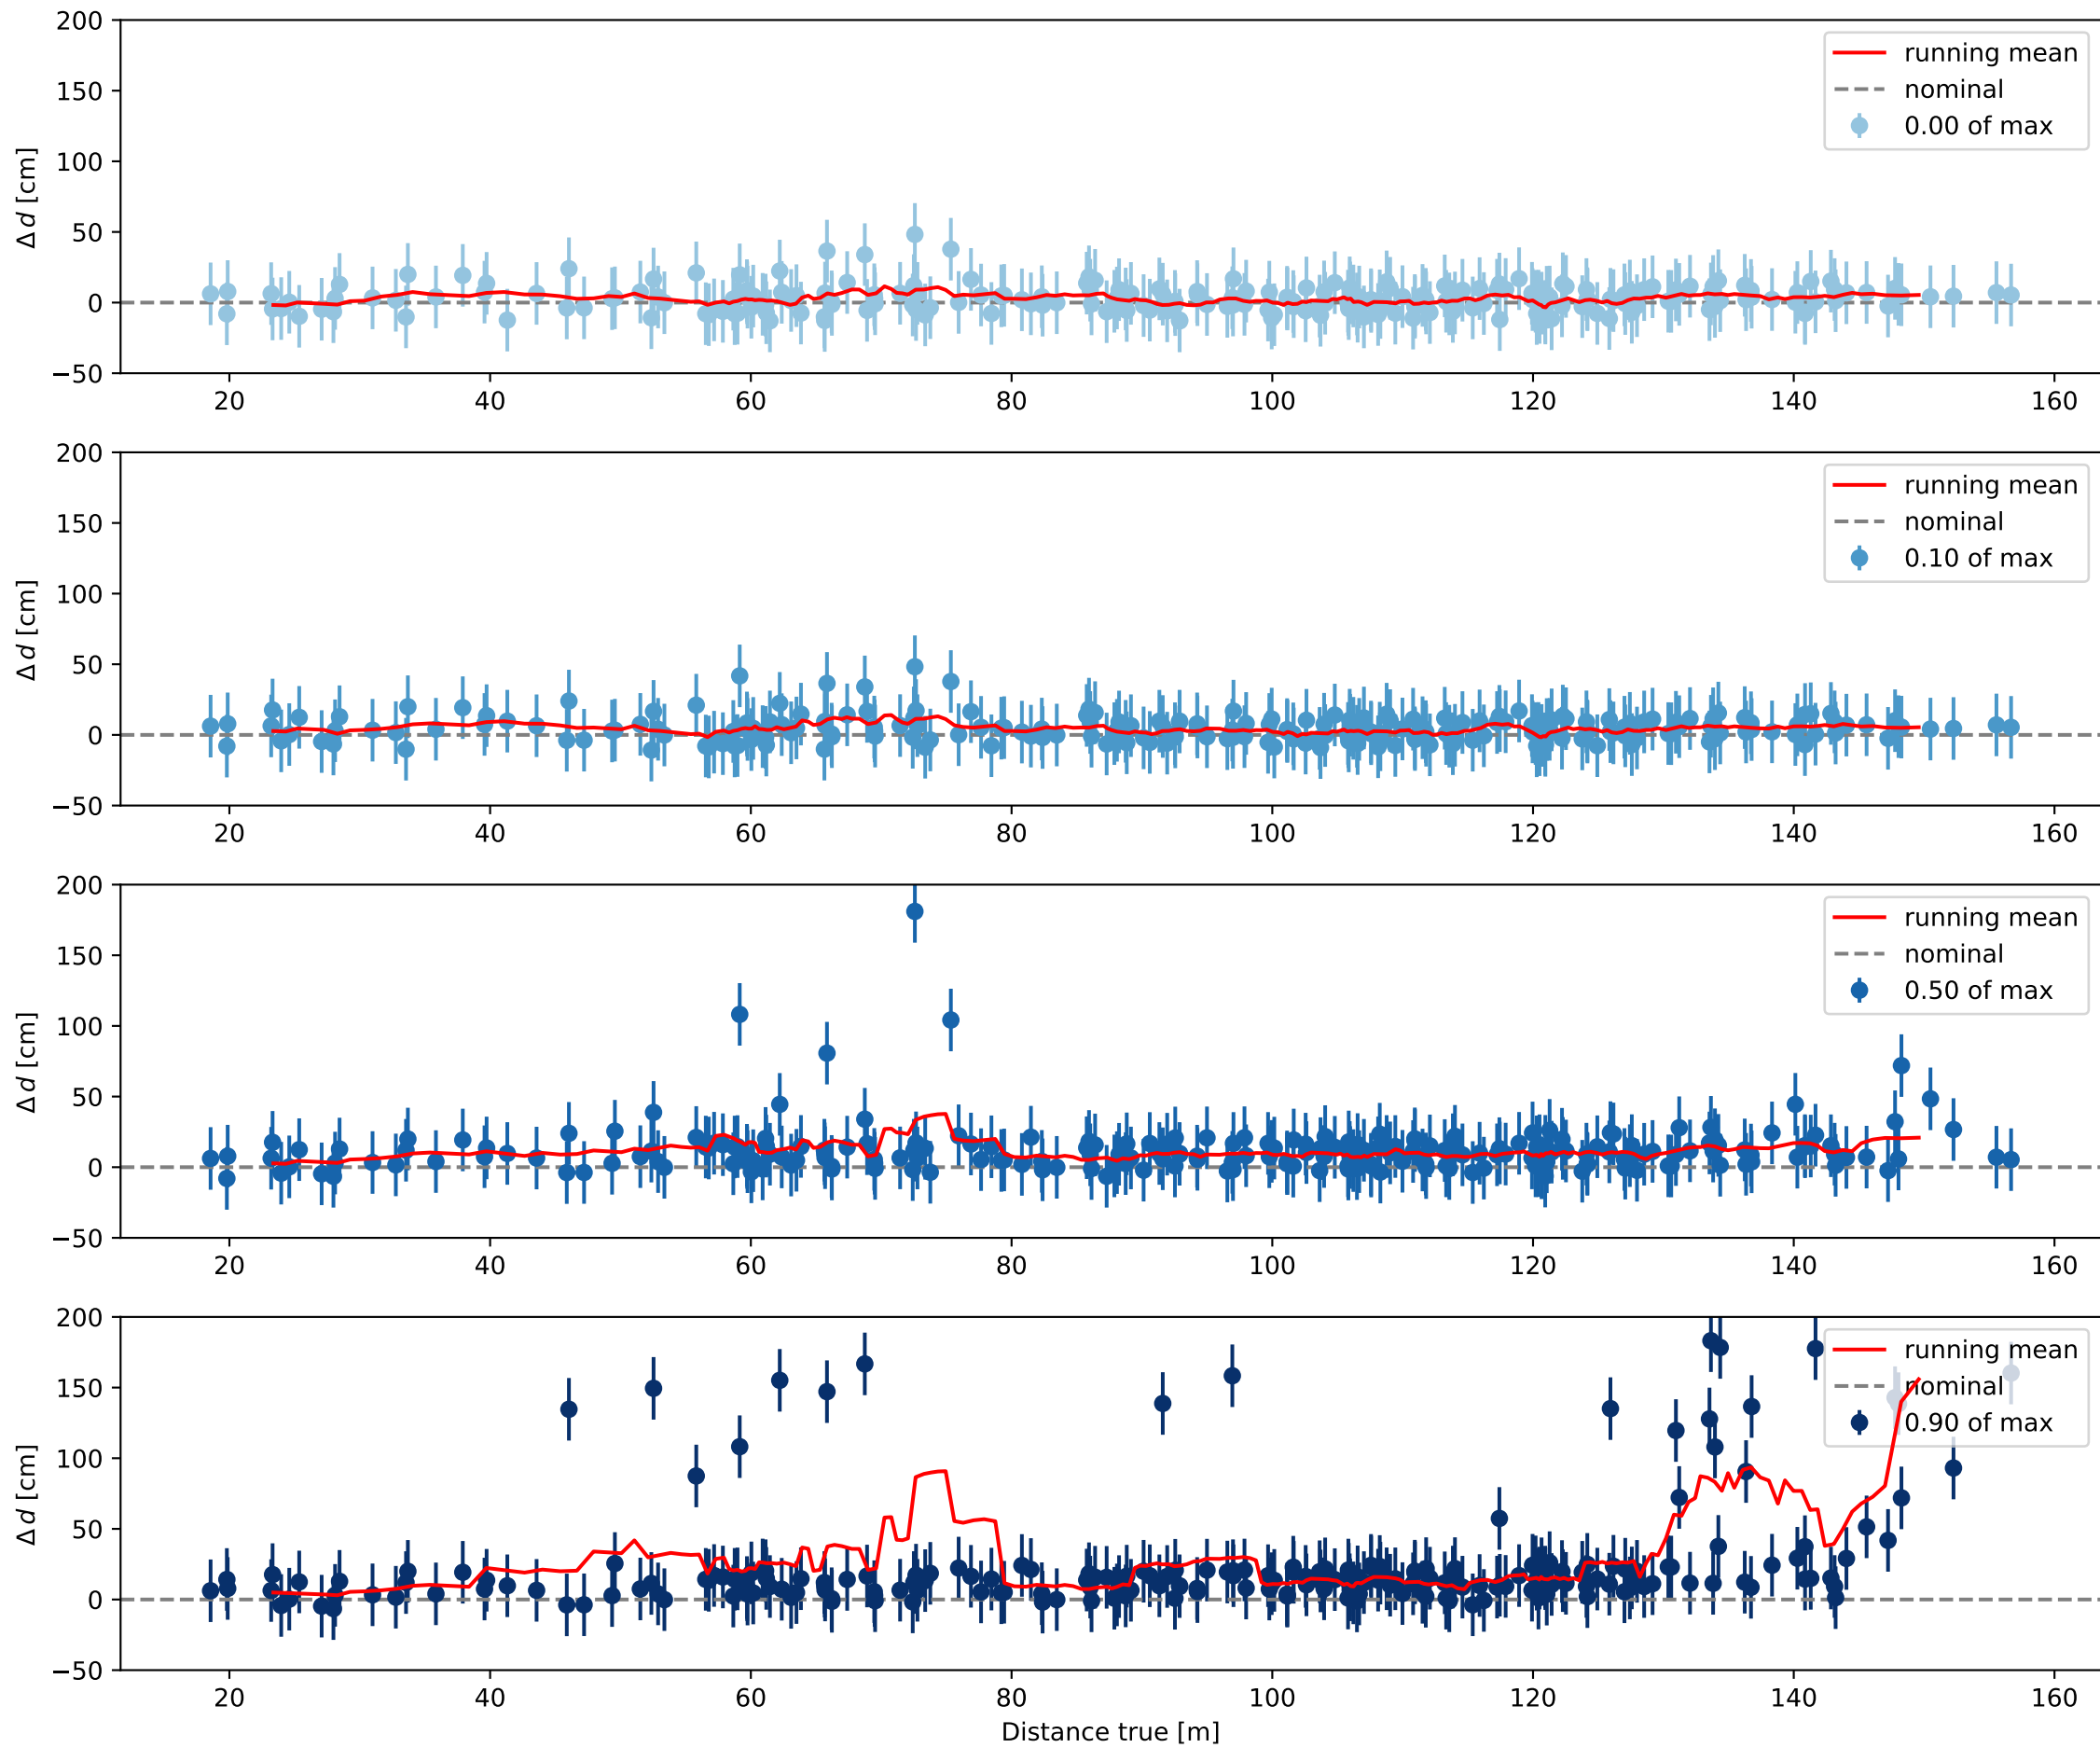 200
150
100
50
0
−50
Δ d [cm]
running mean
nominal
0.00 of max
20 40 60 80 100 120 140 160
200
150
100
50
0
−50
Δ d [cm]
running mean
nominal
0.10 of max
20 40 60 80 100 120 140 160
200
150
100
50
0
−50
Δ d [cm]
running mean
nominal
0.50 of max
20 40 60 80 100 120 140 160
200
150
100
50
0
−50
Δ d [cm]
running mean
nominal
0.90 of max
20 40 60 80 100 120 140 160
Distance true [m]